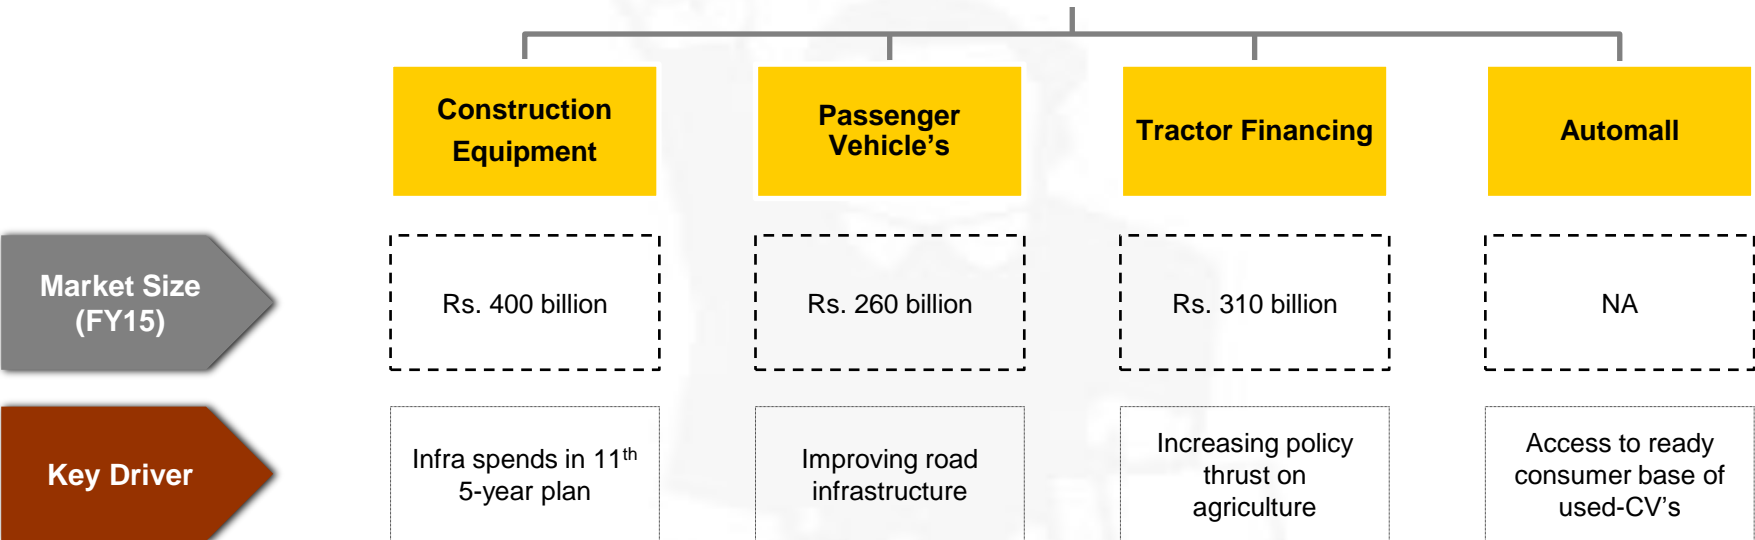 Construction
Equipment
Passenger
Vehicle's
Tractor Financing
Automall
Market Size
(FY15)
Rs. 400 billion
Rs. 260 billion
Rs. 310 billion
NA
Key Driver
Infra spends in 11th
5-year plan
Improving road
infrastructure
Increasing policy
thrust on
agriculture
Access to ready
consumer base of
used-CV's